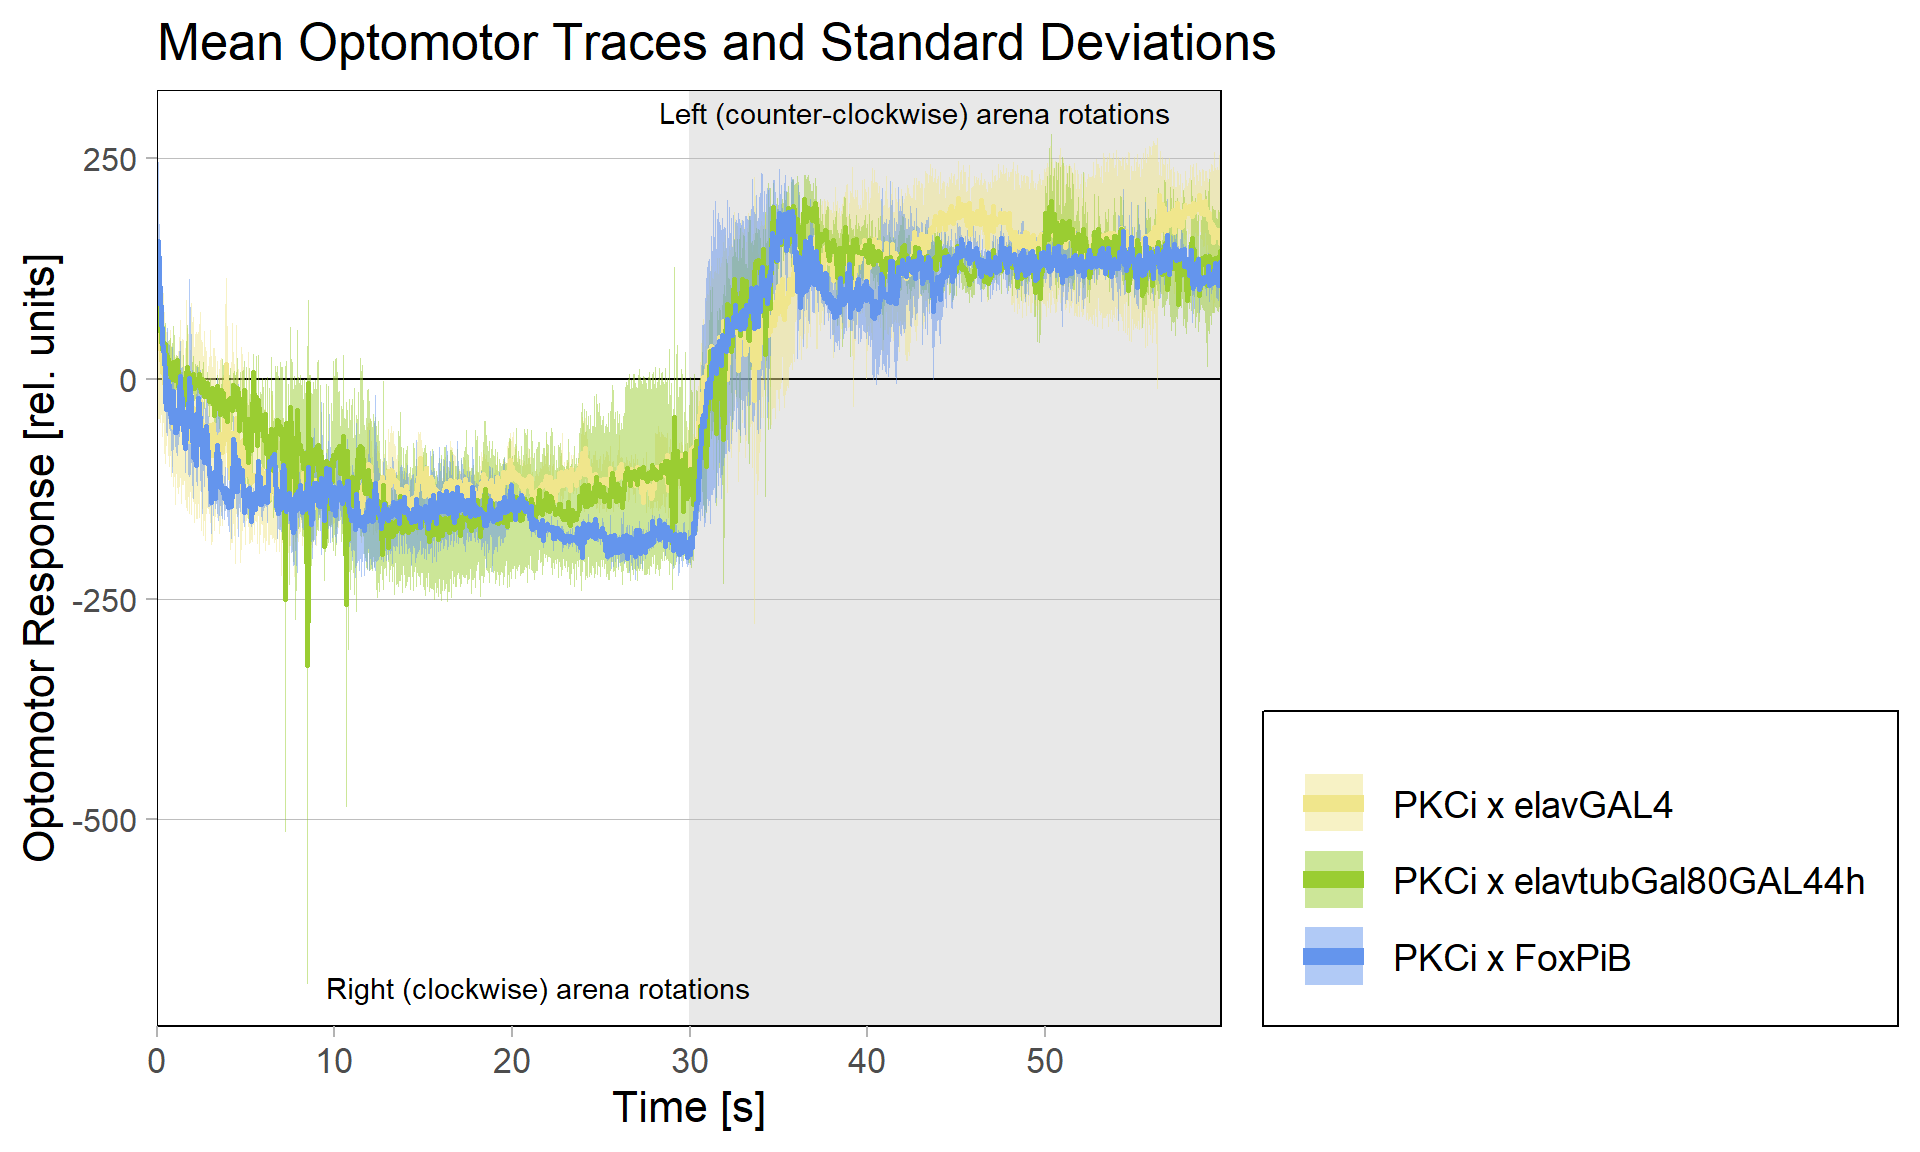 Mean Optomotor Traces and Standard Deviations
Left (counter-clockwise) arena rotations
250
0
-250
-500
Optomotor Response [rel. units]
Right (clockwise) arena rotations
0 10 20 30 40 50
Time [s]
PKCi x elavGAL4
PKCi x elavtubGal80GAL44h
PKCi x FoxPiB